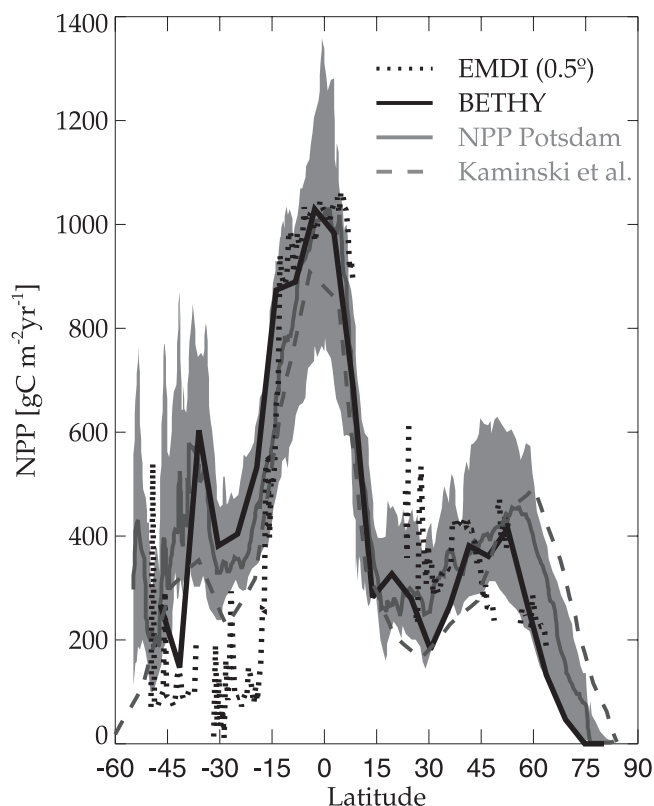 1400
1200
1000
800
600
400
200
0
NPP [gC m⁻²yr⁻¹]
EMDI (0.5º)
BETHY
NPP Potsdam
Kaminski et al.
-60 -45 -30 -15 0 15 30 45 60 75 90
Latitude